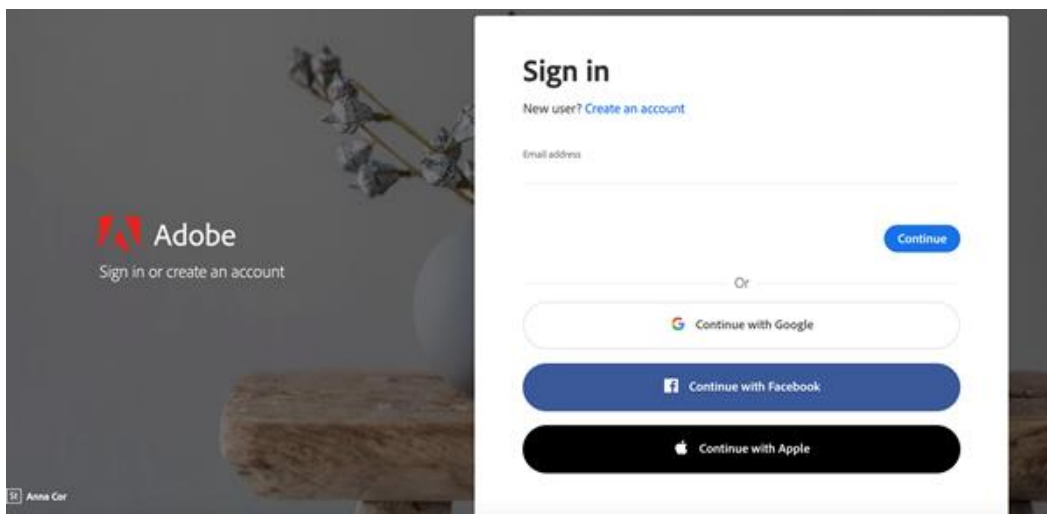 Adobe
Sign in or create an account
St Anna Cor
Sign in
New user? Create an account
Email address
Continue
Or
Continue with Google
Continue with Facebook
Continue with Apple